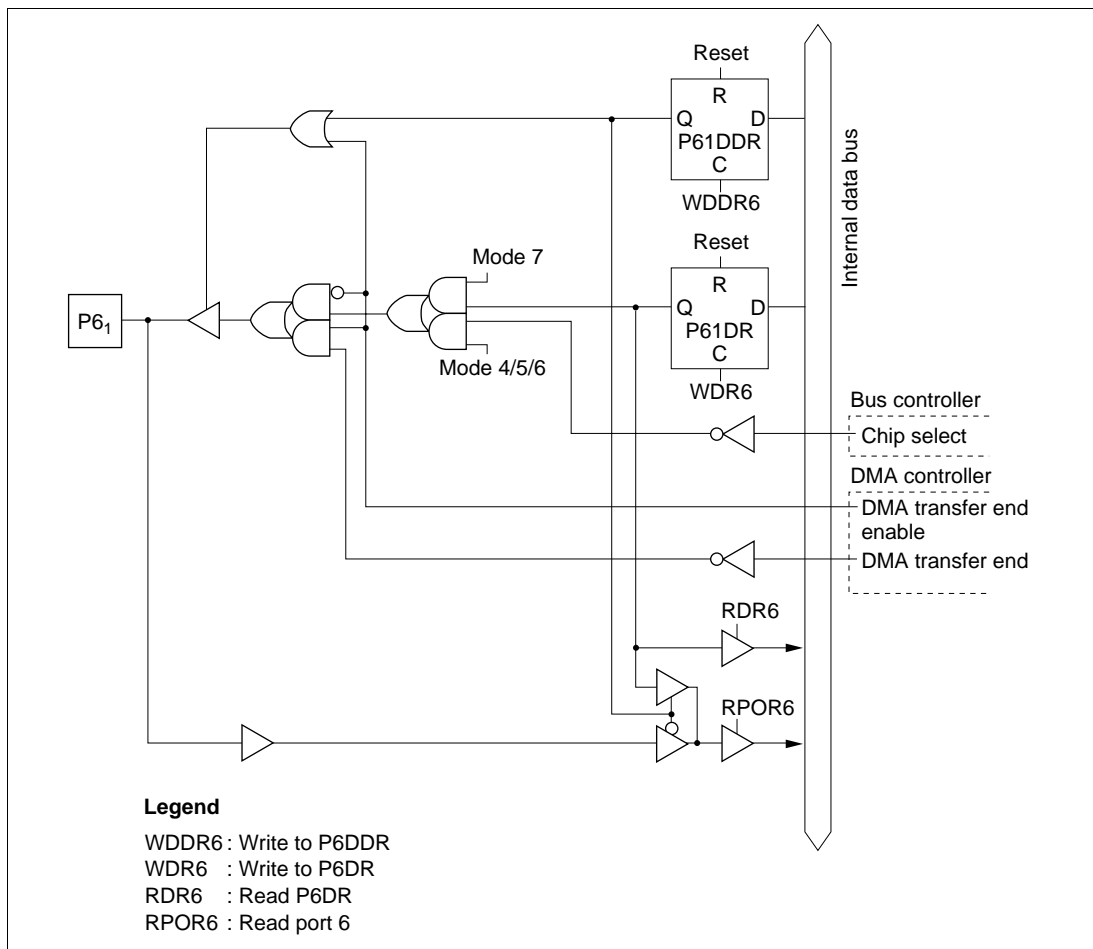 Reset
R
Q D
P61DDR
C
WDDR6
Reset
R
Q D
P61DR
C
WDR6
Internal data bus
Mode 7
Mode 4/5/6
P6₁
Bus controller
Chip select
DMA controller
DMA transfer end
enable
DMA transfer end
RDR6
RPOR6
Legend
WDDR6 : Write to P6DDR
WDR6 : Write to P6DR
RDR6 : Read P6DR
RPOR6 : Read port 6